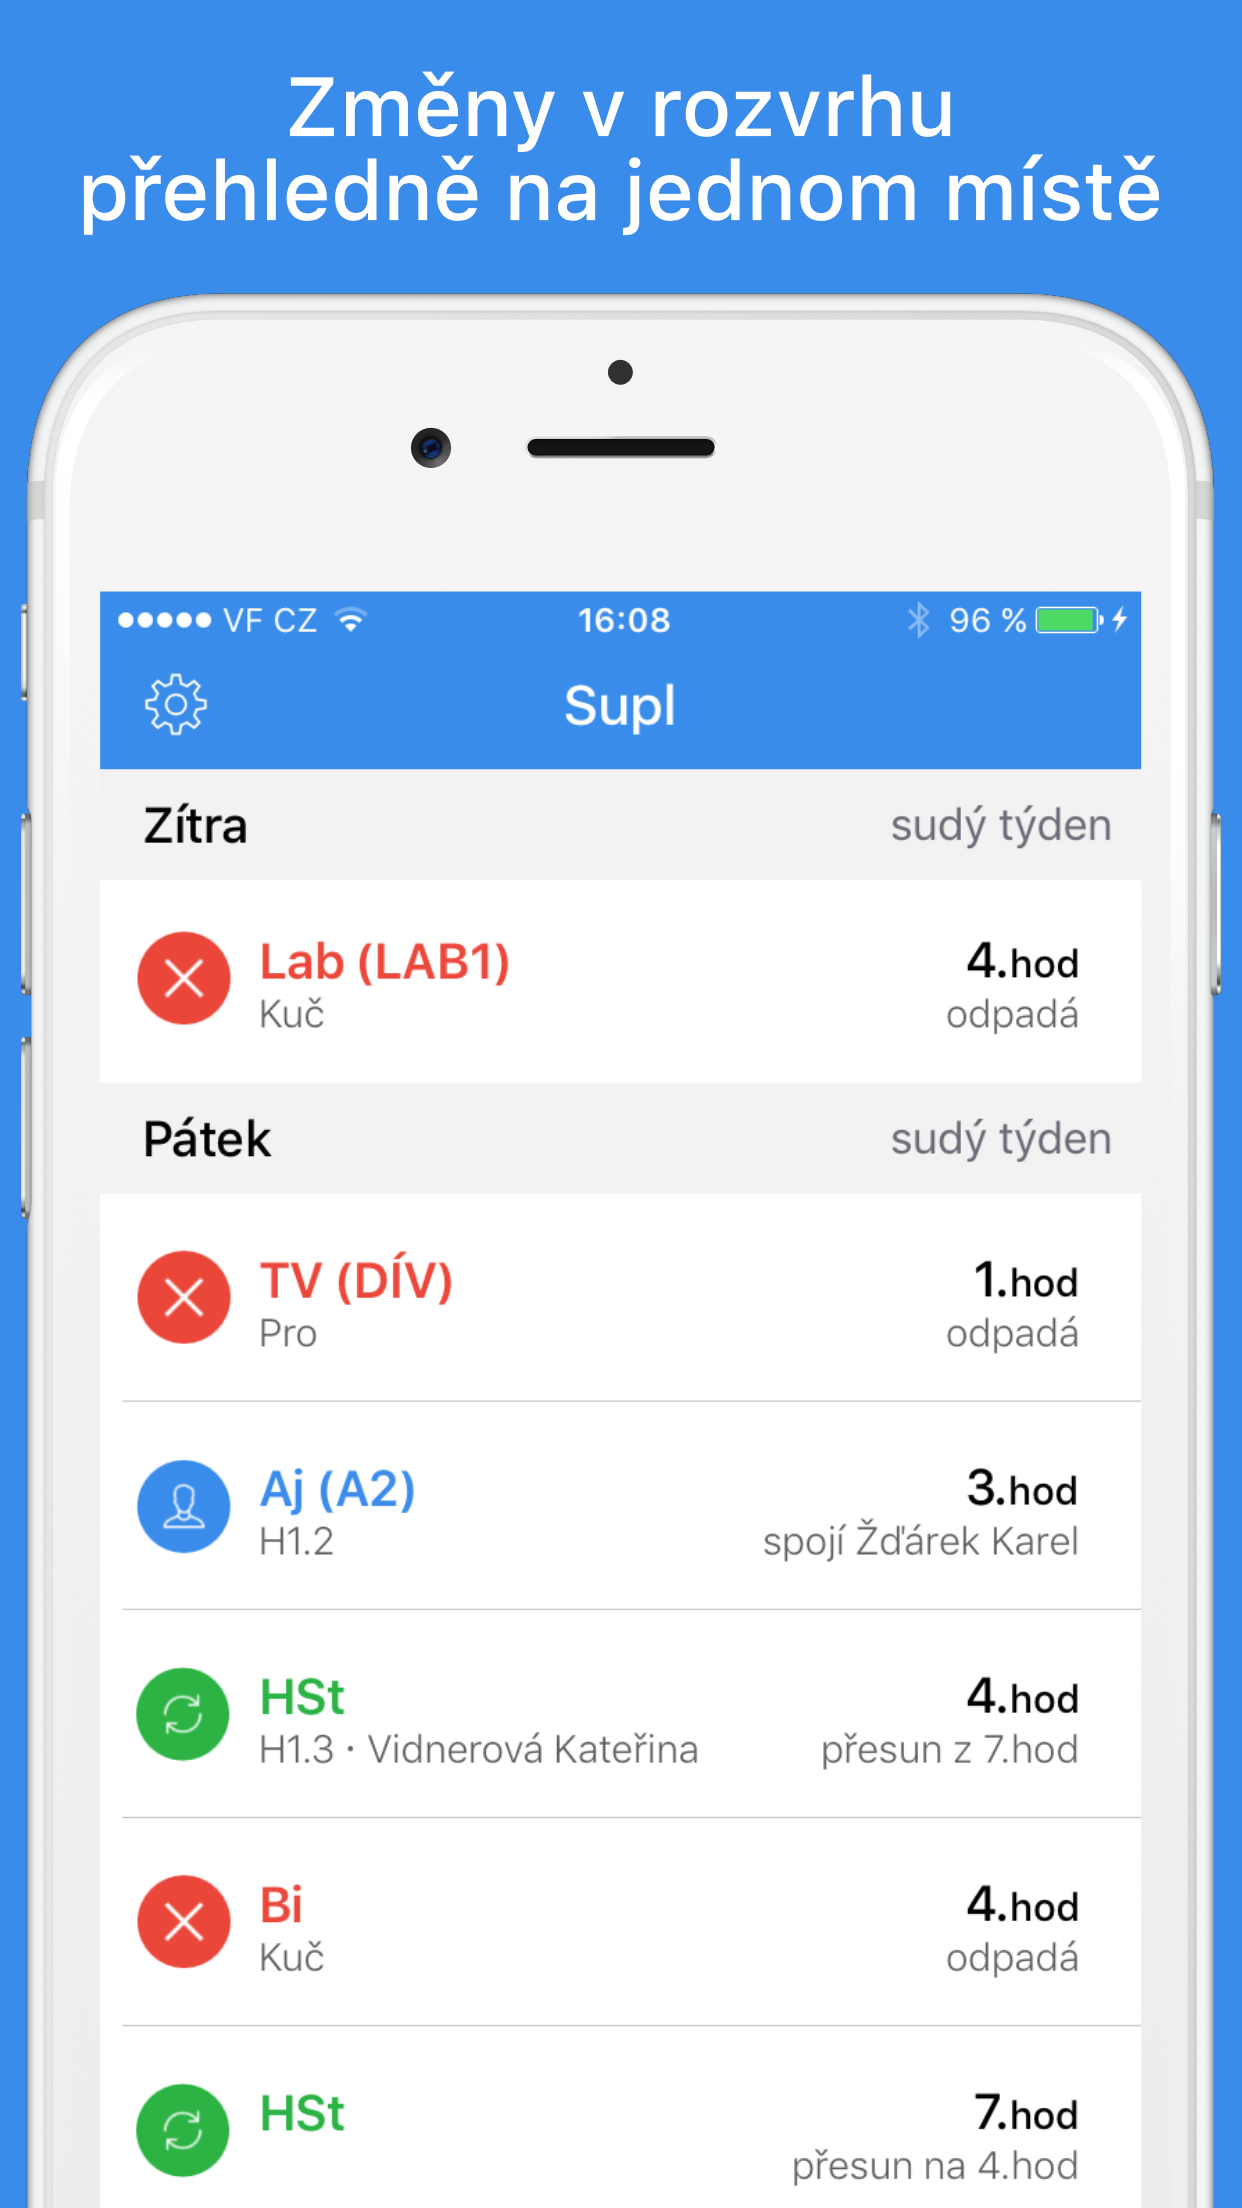 Změny v rozvrhu
přehledně na jednom místě
VF CZ 16:08 96 %
Supl
Zítra sudý týden
Lab (LAB1) 4.hod
Kuč odpadá
Pátek sudý týden
TV (DÍV) 1.hod
Pro odpadá
Aj (A2) 3.hod
H1.2 spojí Žďárek Karel
HSt 4.hod
H1.3 · Vidnerová Kateřina přesun z 7.hod
Bi 4.hod
Kuč odpadá
HSt 7.hod
přesun na 4.hod